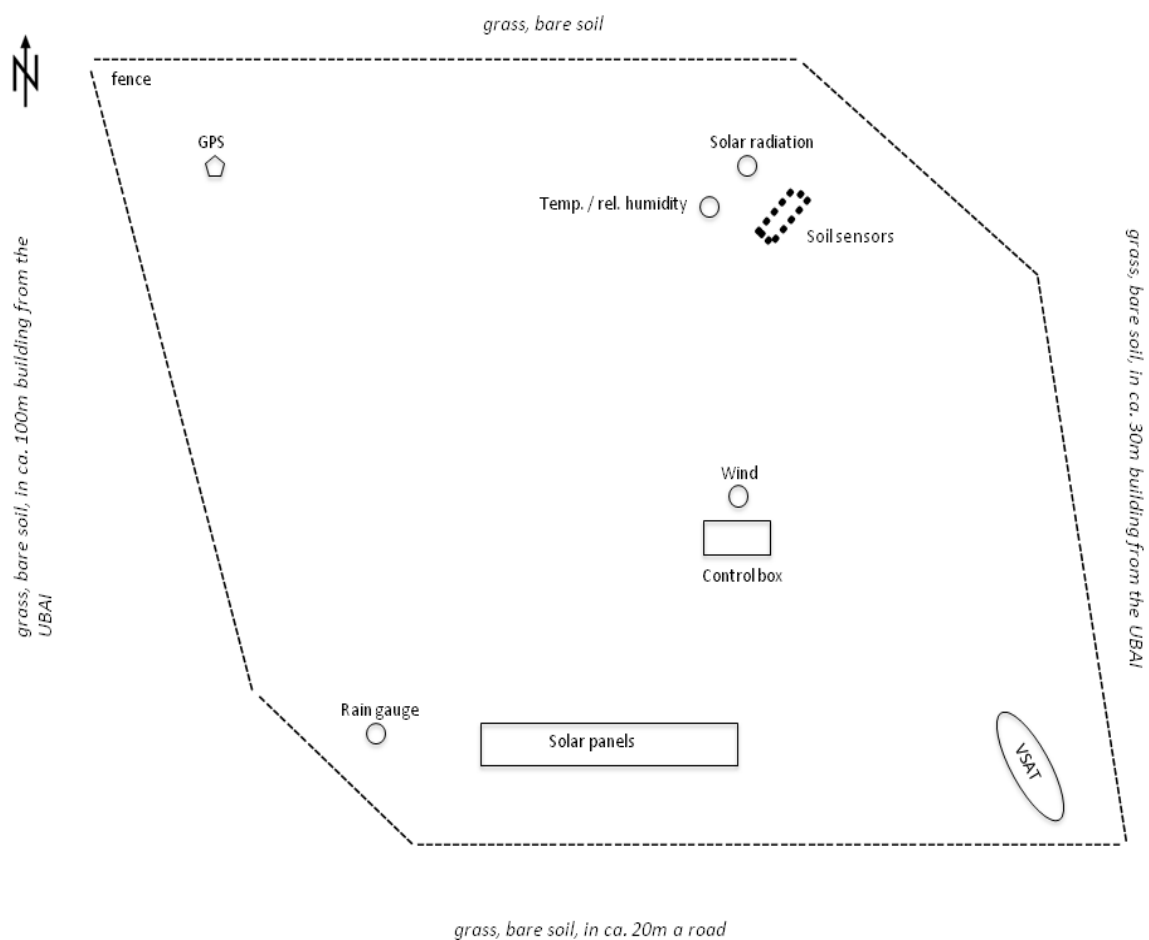 grass, bare soil
N
fence
GPS
Solar radiation
Temp. / rel. humidity
Soil sensors
grass, bare soil, in ca. 100m building from the
UBAI
grass, bare soil, in ca. 30m building from the UBAI
Wind
Control box
Rain gauge
Solar panels
VSAT
grass, bare soil, in ca. 20m a road